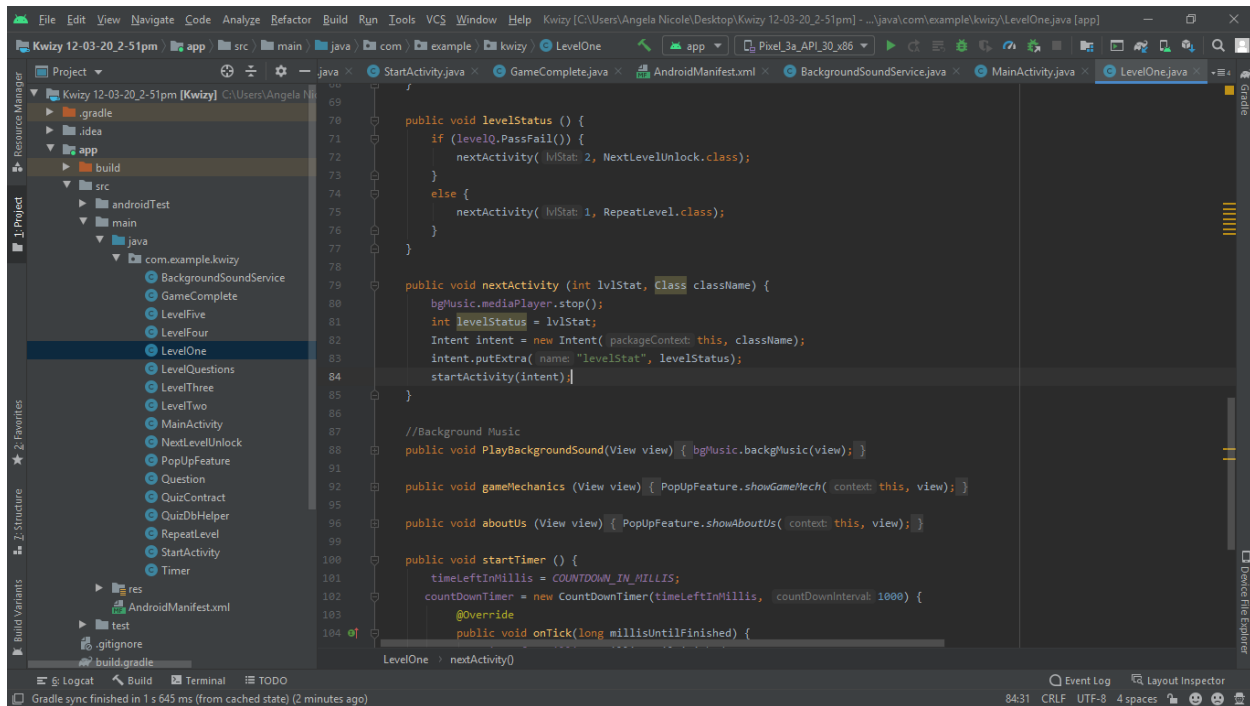 File Edit View Navigate Code Analyze Refactor Build Run Tools VCS Window Help Kwizy [C:\Users\Angela Nicole\Desktop\Kwizy 12-03-20_2-51pm] - ...\java\com\example\kwizy\LevelOne.java [app]
Kwizy 12-03-20_2-51pm app src main java com example kwizy LevelOne app Pixel_3a_API_30_x86
Project .java StartActivity.java GameComplete.java AndroidManifest.xml BackgroundSoundService.java MainActivity.java LevelOne.java
Resource Manager
1: Project
2: Favorites
7: Structure
Build Variants
Kwizy 12-03-20_2-51pm [Kwizy] C:\Users\Angela Ni
.gradle
.idea
app
build
src
androidTest
main
java
com.example.kwizy
BackgroundSoundService
GameComplete
LevelFive
LevelFour
LevelOne
LevelQuestions
LevelThree
LevelTwo
MainActivity
NextLevelUnlock
PopUpFeature
Question
QuizContract
QuizDbHelper
RepeatLevel
StartActivity
Timer
res
AndroidManifest.xml
test
.gitignore
build.gradle
68 }
69
70 public void levelStatus () {
71 if (levelQ.PassFail()) {
72 nextActivity( lvlStat: 2, NextLevelUnlock.class);
73 }
74 else {
75 nextActivity( lvlStat: 1, RepeatLevel.class);
76 }
77 }
78
79 public void nextActivity (int lvlStat, Class className) {
80 bgMusic.mediaPlayer.stop();
81 int levelStatus = lvlStat;
82 Intent intent = new Intent( packageContext: this, className);
83 intent.putExtra( name: "levelStat", levelStatus);
84 startActivity(intent);
85 }
86
87 //Background Music
88 public void PlayBackgroundSound(View view) { bgMusic.backgMusic(view); }
91
92 public void gameMechanics (View view) { PopUpFeature.showGameMech( context: this, view); }
95
96 public void aboutUs (View view) { PopUpFeature.showAboutUs( context: this, view); }
99
100 public void startTimer () {
101 timeLeftInMillis = COUNTDOWN_IN_MILLIS;
102 countDownTimer = new CountDownTimer(timeLeftInMillis, countDownInterval: 1000) {
103 @Override
104 public void onTick(long millisUntilFinished) {
LevelOne nextActivity()
Gradle
Device File Explorer
6: Logcat Build Terminal TODO Event Log Layout Inspector
Gradle sync finished in 1 s 645 ms (from cached state) (2 minutes ago) 84:31 CRLF UTF-8 4 spaces